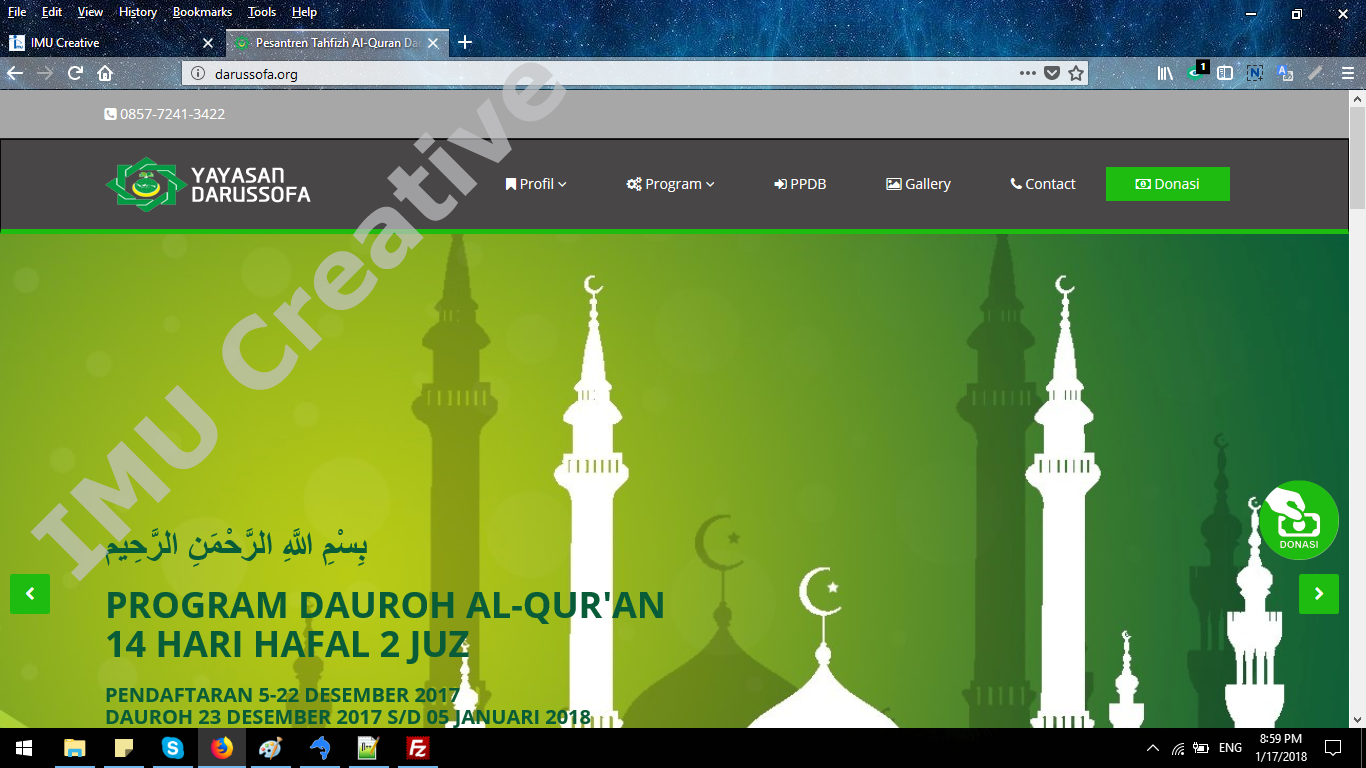 File Edit View History Bookmarks Tools Help
IMU Creative
Pesantren Tahfizh Al-Quran Da
darussofa.org
1
0857-7241-3422
YAYASAN
DARUSSOFA
Profil
Program
PPDB
Gallery
Contact
Donasi
IMU Creative
بِسْمِ اللَّهِ الرَّحْمَنِ الرَّحِيم
PROGRAM DAUROH AL-QUR'AN
14 HARI HAFAL 2 JUZ
PENDAFTARAN 5-22 DESEMBER 2017
DAUROH 23 DESEMBER 2017 S/D 05 JANUARI 2018
DONASI
ENG
8:59 PM
1/17/2018